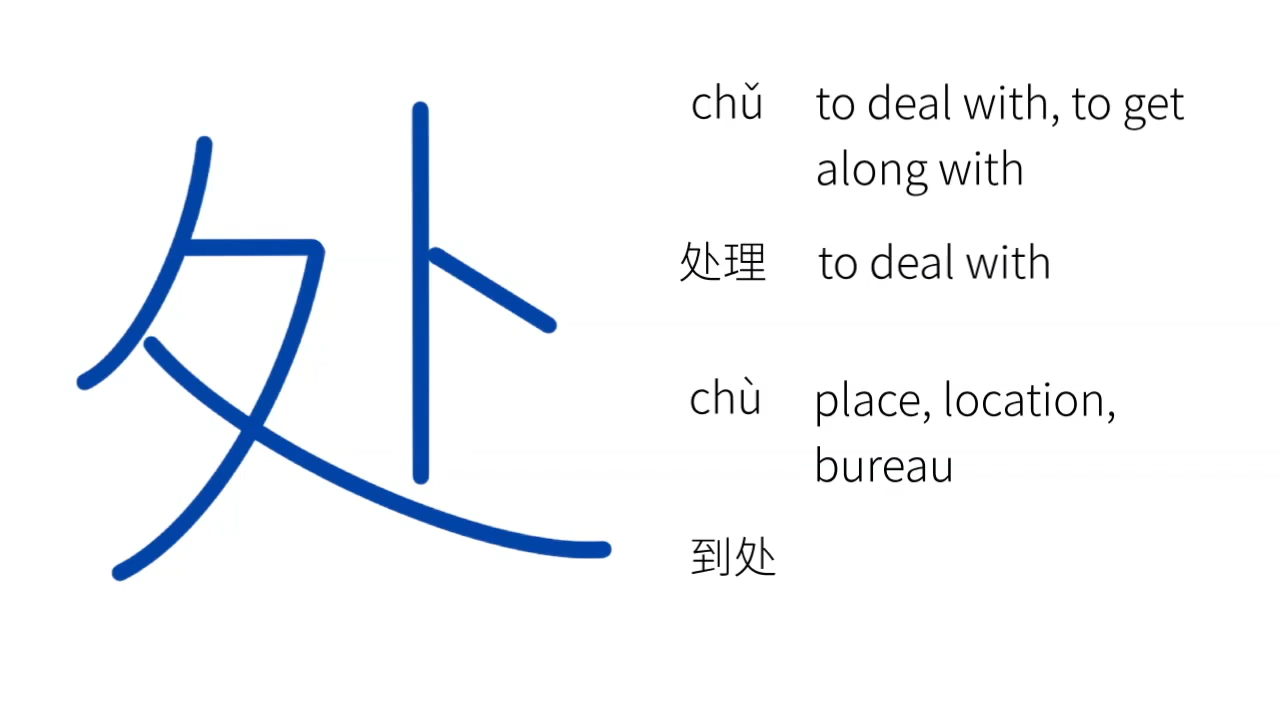 处
chǔ to deal with, to get
along with
处理 to deal with
chù place, location,
bureau
到处